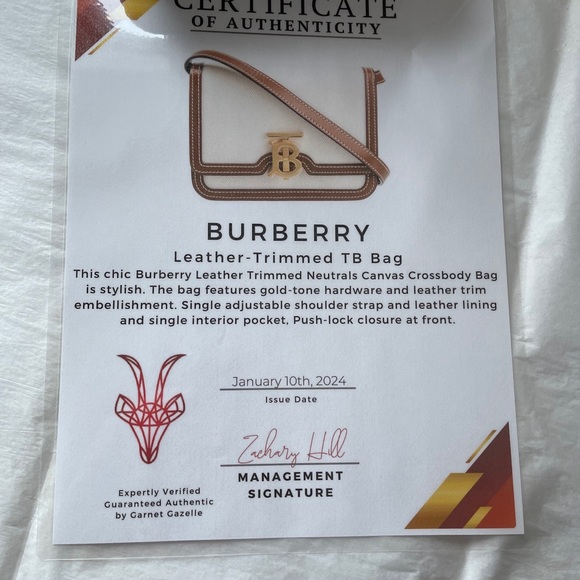 CERTIFICATE
OF AUTHENTICITY
BURBERRY
Leather-Trimmed TB Bag
This chic Burberry Leather Trimmed Neutrals Canvas Crossbody Bag
is stylish. The bag features gold-tone hardware and leather trim
embellishment. Single adjustable shoulder strap and leather lining
and single interior pocket, Push-lock closure at front.
January 10th, 2024
Issue Date
Zachary Hill
MANAGEMENT
SIGNATURE
Expertly Verified
Guaranteed Authentic
by Garnet Gazelle